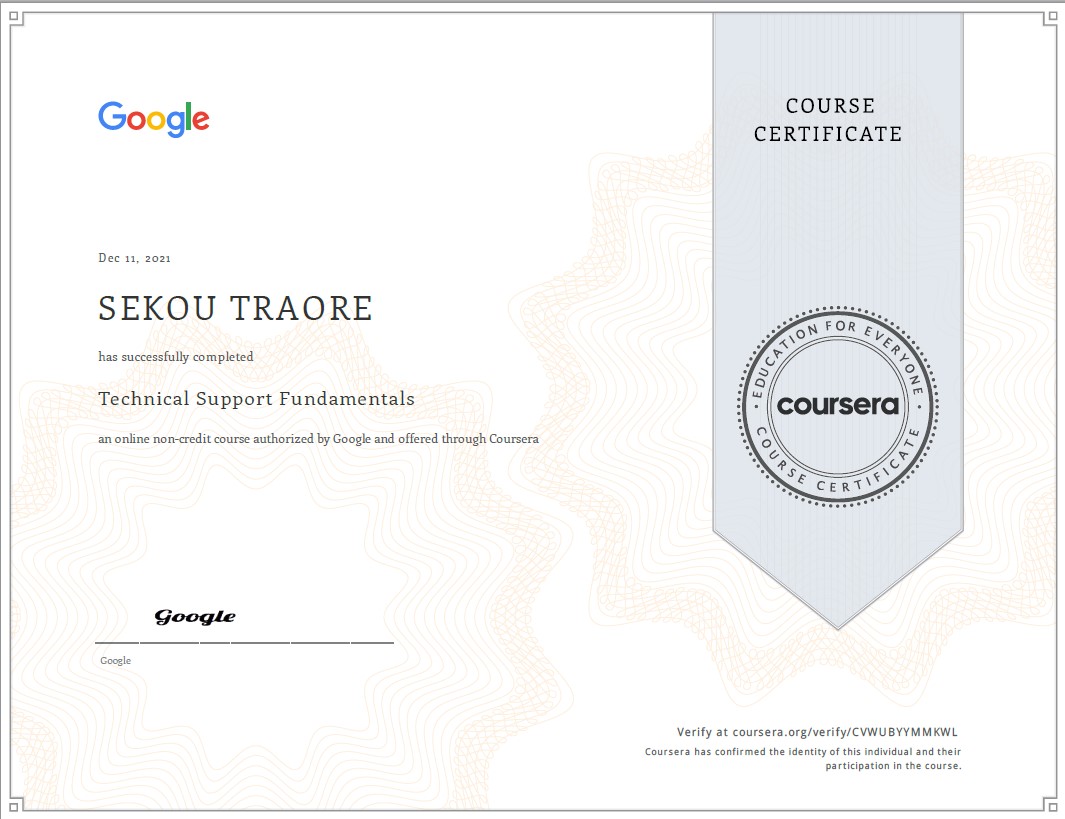 Google
COURSE
CERTIFICATE
Dec 11, 2021
SEKOU TRAORE
has successfully completed
Technical Support Fundamentals
an online non-credit course authorized by Google and offered through Coursera
EDUCATION FOR EVERYONE
coursera
COURSE CERTIFICATE
Google
Google
Verify at coursera.org/verify/CVWUBYYMMKWL
Coursera has confirmed the identity of this individual and their
participation in the course.